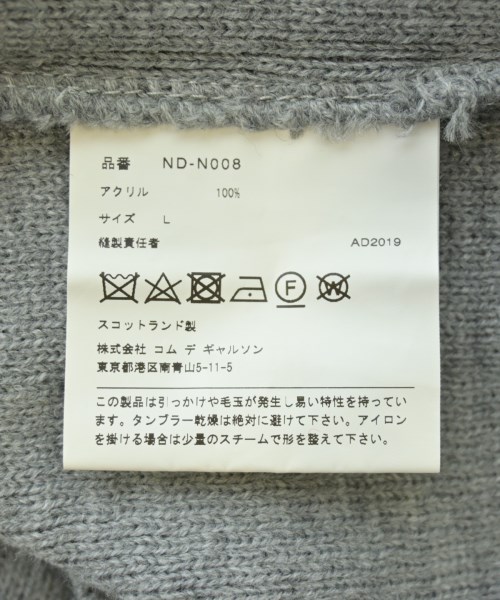 品番 ND-N008
アクリル 100%
サイズ L
縫製責任者 AD2019
F W
スコットランド製
株式会社 コム デ ギャルソン
東京都港区南青山5-11-5
この製品は引っかけや毛玉が発生し易い特性を持ってい
ます。タンブラー乾燥は絶対に避けて下さい。アイロン
を掛ける場合は少量のスチームで形を整えて下さい。